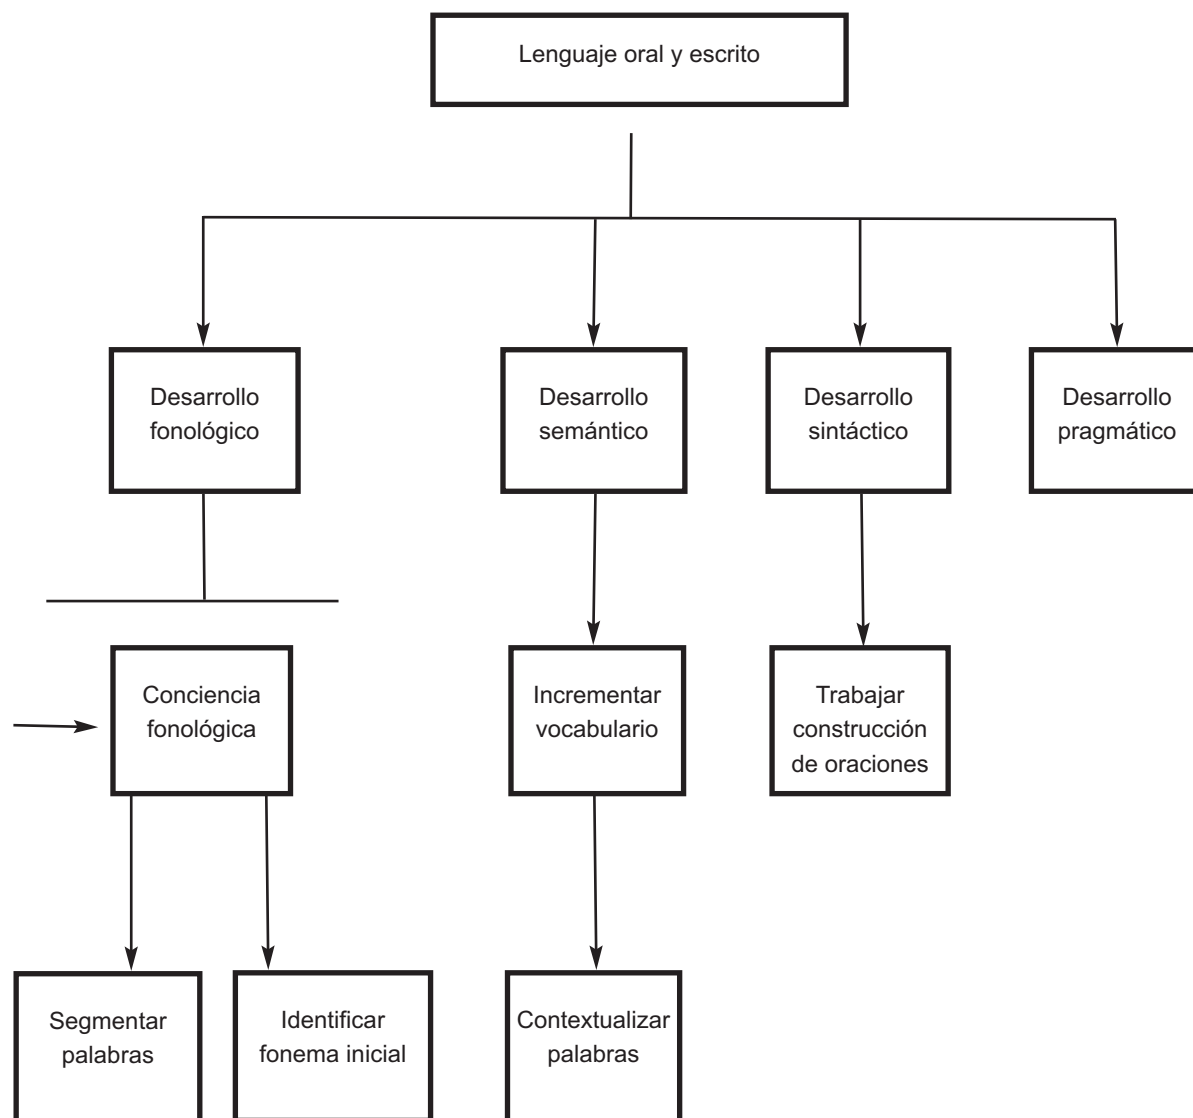 Lenguaje oral y escrito
Desarrollo
fonológico
Desarrollo
semántico
Desarrollo
sintáctico
Desarrollo
pragmático
Conciencia
fonológica
Incrementar
vocabulario
Trabajar
construcción
de oraciones
Segmentar
palabras
Identificar
fonema inicial
Contextualizar
palabras